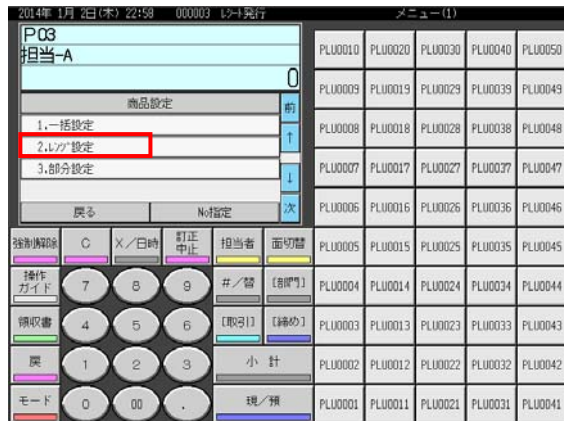 2014年 1月 2日(木) 22:58 000003 レシート発行 メニュー(1)
P03
担当-A
0
商品設定
前
1.一括設定
↑
2.レンジ設定
3.部分設定
↓
戻る No指定 次
強制解除 C ×/日時 訂正中止 担当者 面切替
操作ガイド 7 8 9 #/替 [部門]
領収書 4 5 6 [取引] [締め]
戻 1 2 3 小 計
モード 0 00 . 現/預
PLU0010 PLU0020 PLU0030 PLU0040 PLU0050
PLU0009 PLU0019 PLU0029 PLU0039 PLU0049
PLU0008 PLU0018 PLU0028 PLU0038 PLU0048
PLU0007 PLU0017 PLU0027 PLU0037 PLU0047
PLU0006 PLU0016 PLU0026 PLU0036 PLU0046
PLU0005 PLU0015 PLU0025 PLU0035 PLU0045
PLU0004 PLU0014 PLU0024 PLU0034 PLU0044
PLU0003 PLU0013 PLU0023 PLU0033 PLU0043
PLU0002 PLU0012 PLU0022 PLU0032 PLU0042
PLU0001 PLU0011 PLU0021 PLU0031 PLU0041